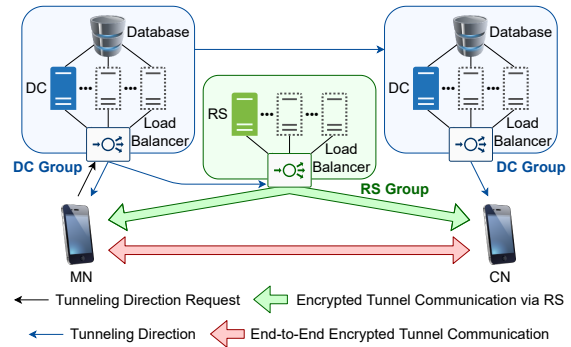 Database
Database
DC
DC
RS
Load
Balancer
Load
Balancer
Load
Balancer
DC Group
DC Group
RS Group
MN
CN
Tunneling Direction Request
Encrypted Tunnel Communication via RS
Tunneling Direction
End-to-End Encrypted Tunnel Communication